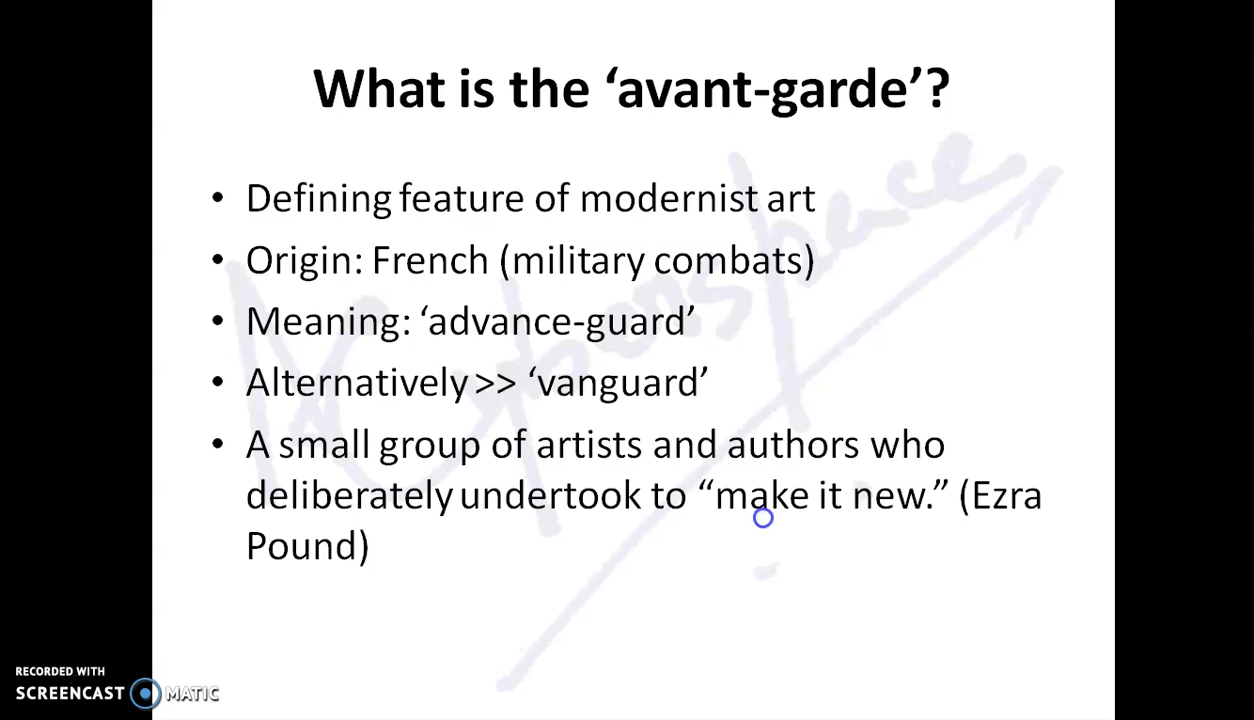 What is the ‘avant-garde’?
• Defining feature of modernist art
• Origin: French (military combats)
• Meaning: ‘advance-guard’
• Alternatively >> ‘vanguard’
• A small group of artists and authors who
deliberately undertook to “make it new.” (Ezra
Pound)
RECORDED WITH
SCREENCAST MATIC